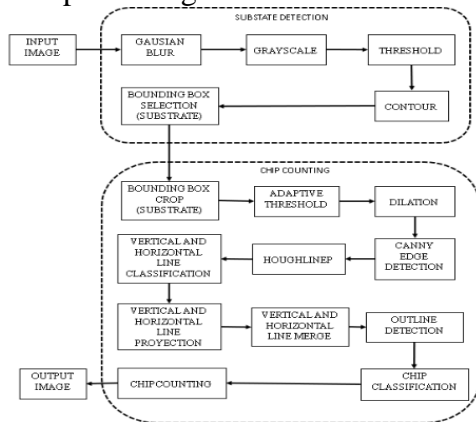 SUBSTATE DETECTION
INPUT
IMAGE
GAUSIAN
BLUR
GRAYSCALE
THRESHOLD
BOUNDING BOX
SELECTION
(SUBSTRATE)
CONTOUR
CHIP COUNTING
BOUNDING BOX
CROP
(SUBSTRATE)
ADAPTIVE
THRESHOLD
DILATION
VERTICAL AND
HORIZONTAL
LINE
CLASSIFICATION
HOUGHLINEP
CANNY
EDGE
DETECTION
VERTICAL AND
HORIZONTAL
LINE
PROYECTION
VERTICAL AND
HORIZONTAL
LINE MERGE
OUTLINE
DETECTION
OUTPUT
IMAGE
CHIPCOUNTING
CHIP
CLASSIFICATION